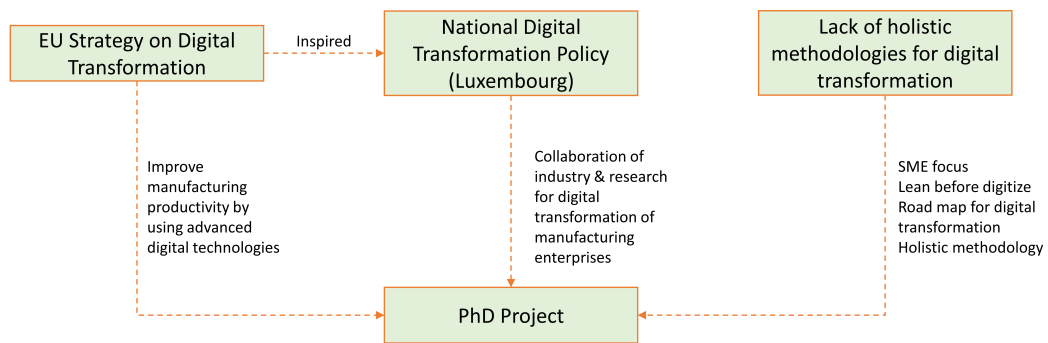 EU Strategy on Digital
Transformation
Inspired
National Digital
Transformation Policy
(Luxembourg)
Lack of holistic
methodologies for digital
transformation
Improve
manufacturing
productivity by
using advanced
digital technologies
Collaboration of
industry & research
for digital
transformation of
manufacturing
enterprises
SME focus
Lean before digitize
Road map for digital
transformation
Holistic methodology
PhD Project